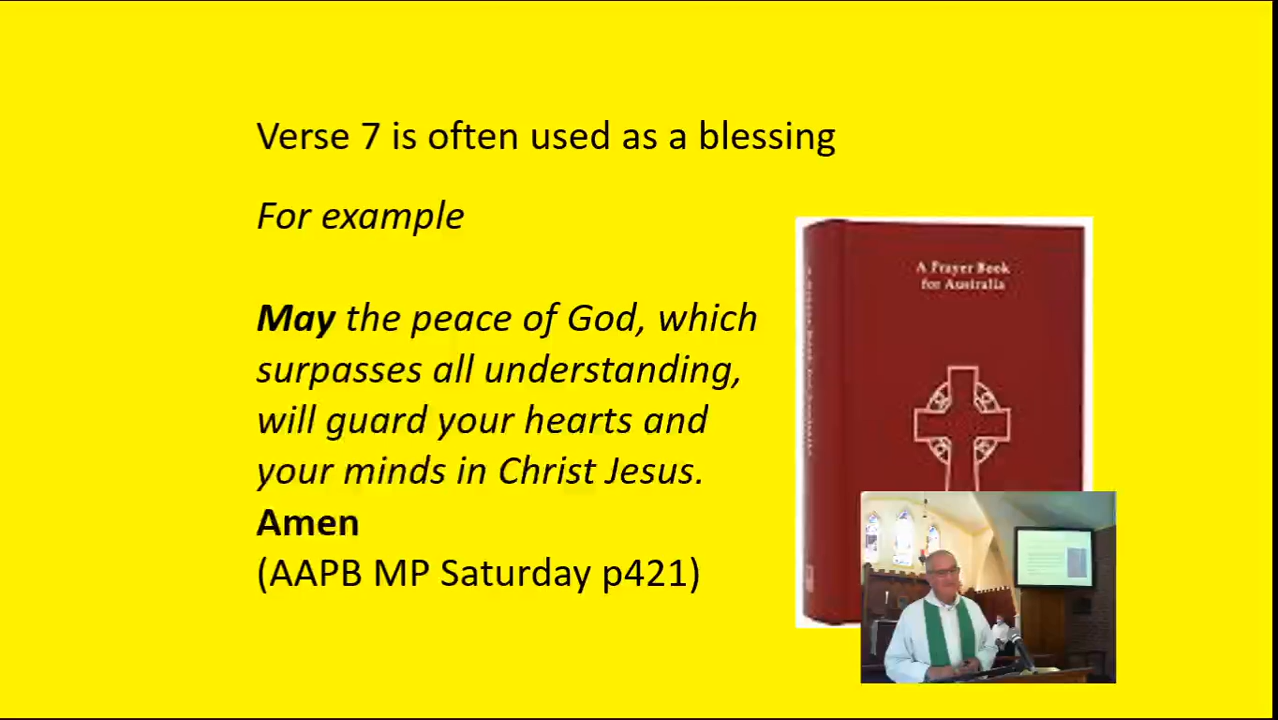 Verse 7 is often used as a blessing
For example
May the peace of God, which
surpasses all understanding,
will guard your hearts and
your minds in Christ Jesus.
Amen
(AAPB MP Saturday p421)
A Prayer Book
for Australia